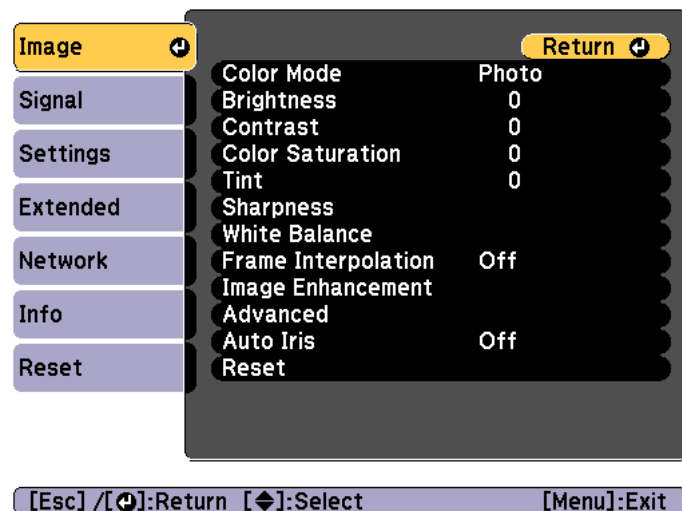 Image
Signal
Settings
Extended
Network
Info
Reset
Return
Color Mode Photo
Brightness 0
Contrast 0
Color Saturation 0
Tint 0
Sharpness
White Balance
Frame Interpolation Off
Image Enhancement
Advanced
Auto Iris Off
Reset
[Esc] /[⏎]:Return [◆]:Select [Menu]:Exit